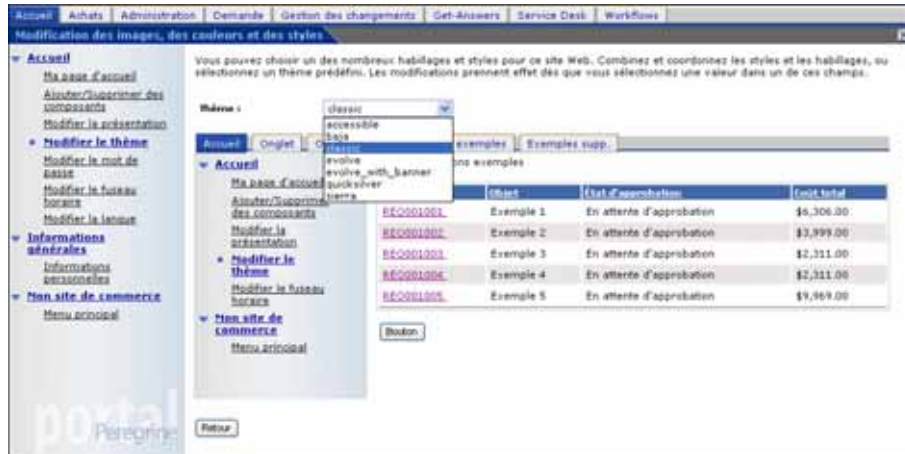 Accueil Achats Administration Demande Gestion des changements Get-Answers Service Desk Workflows
Modification des images, des couleurs et des styles
Accueil
Ma page d'accueil
Ajouter/Supprimer des
composants
Modifier la présentation
Modifier le thème
Modifier le mot de
passe
Modifier le fuseau
horaire
Modifier la langue
Informations
générales
Informations
personnelles
Mon site de commerce
Menu principal
portal
Peregrine
Vous pouvez choisir un des nombreux habillages et styles pour ce site Web. Combinez et coordonnez les styles et les habillages, ou
sélectionnez un thème prédéfini. Les modifications prennent effet dès que vous sélectionnez une valeur dans un de ces champs.
Thème : classic
accessible
baja
classic
evolve
evolve_with_banner
quicksilver
sierra
Accueil Onglet exemples Exemples supp.
Accueil
Ma page d'accueil
Ajouter/Supprimer
des composants
Modifier la
présentation
Modifier le
thème
Modifier le fuseau
horaire
Mon site de
commerce
Menu principal
exemples
Objet État d'approbation Coût total
REQ001001 Exemple 1 En attente d'approbation $6,306.00
REQ001002 Exemple 2 En attente d'approbation $3,999.00
REQ001003 Exemple 3 En attente d'approbation $2,311.00
REQ001004 Exemple 4 En attente d'approbation $2,311.00
REQ001005 Exemple 5 En attente d'approbation $9,969.00
Bouton
Retour